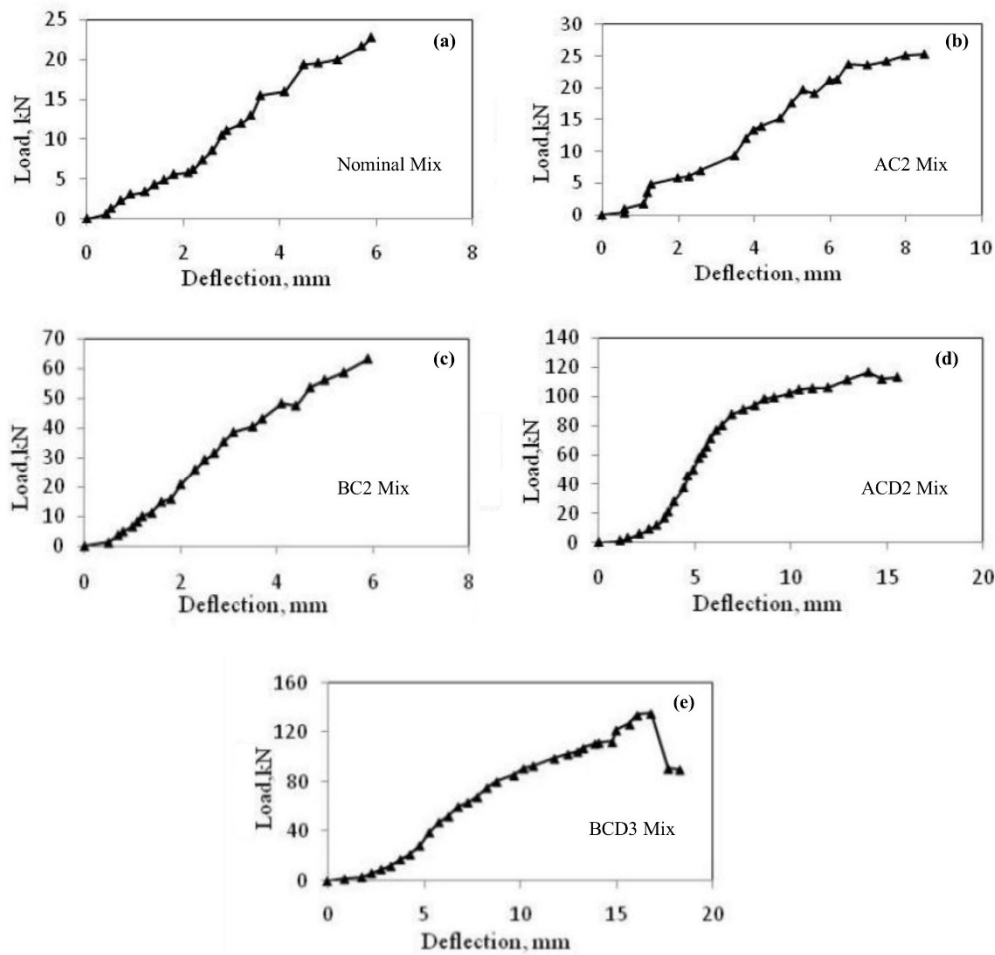 25
20
15
10
5
0
Load, kN
(a)
Nominal Mix
0 2 4 6 8
Deflection, mm
30
25
20
15
10
5
0
Load,kN
(b)
AC2 Mix
0 2 4 6 8 10
Deflection, mm
70
60
50
40
30
20
10
0
Load,kN
(c)
BC2 Mix
0 2 4 6 8
Deflection, mm
140
120
100
80
60
40
20
0
Load,kN
(d)
ACD2 Mix
0 5 10 15 20
Deflection, mm
160
120
80
40
0
Load,kN
(e)
BCD3 Mix
0 5 10 15 20
Deflection, mm